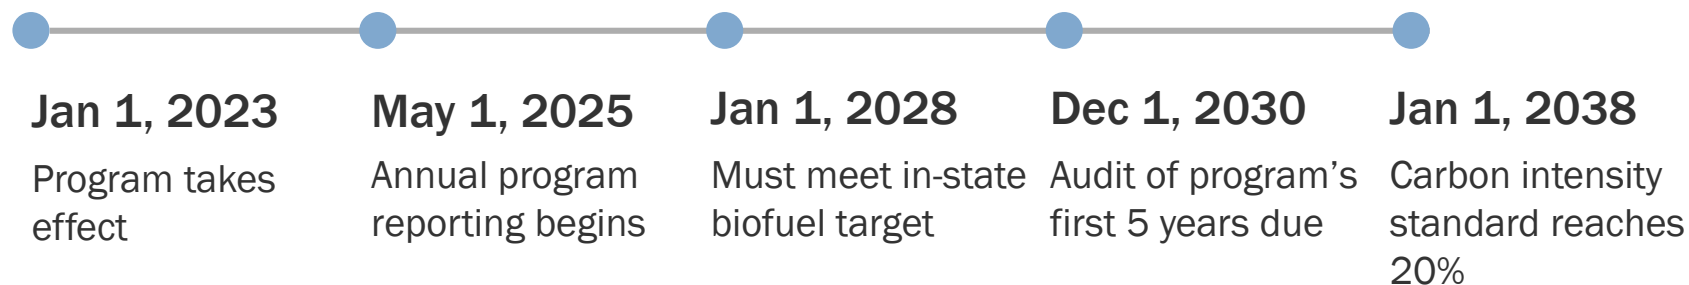 Jan 1, 2023
Program takes
effect
May 1, 2025
Annual program
reporting begins
Jan 1, 2028
Must meet in-state
biofuel target
Dec 1, 2030
Audit of program’s
first 5 years due
Jan 1, 2038
Carbon intensity
standard reaches
20%